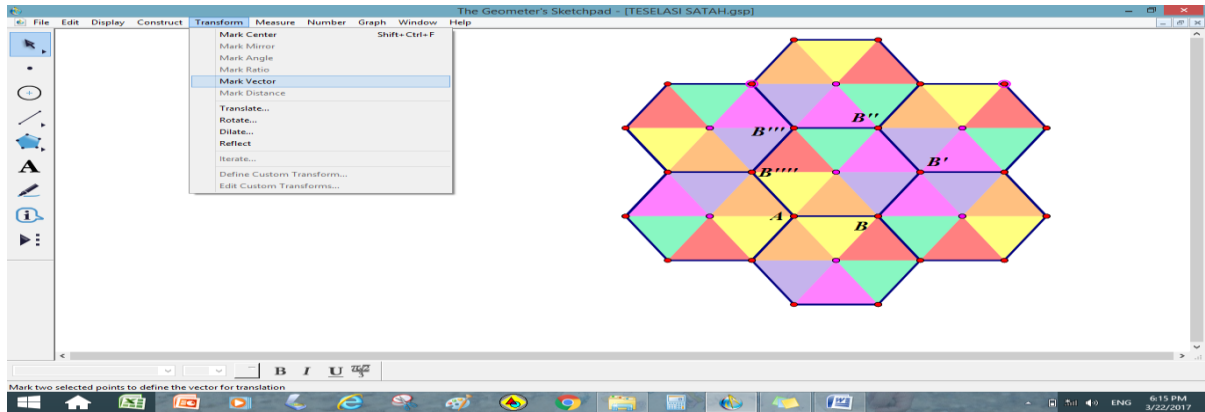 The Geometer's Sketchpad - [TESELASI SATAH.gsp]
File Edit Display Construct Transform Measure Number Graph Window Help
Mark Center Shift+Ctrl+F
Mark Mirror
Mark Angle
Mark Ratio
Mark Vector
Mark Distance
Translate...
Rotate...
Dilate...
Reflect
Iterate...
Define Custom Transform...
Edit Custom Transforms...
A
B''
B'''
B'
B''''
A
B
B I U
Mark two selected points to define the vector for translation
ENG
6:15 PM
3/22/2017